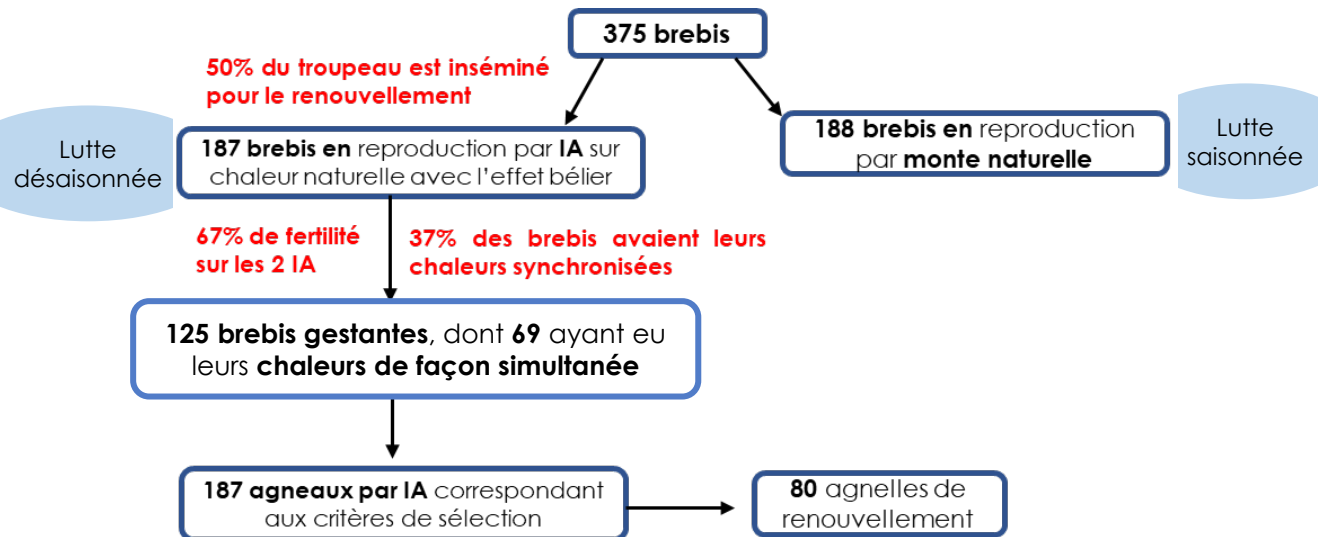 375 brebis
50% du troupeau est inséminé
pour le renouvellement
Lutte
désaisonnée
187 brebis en reproduction par IA sur
chaleur naturelle avec l'effet bélier
188 brebis en reproduction
par monte naturelle
Lutte
saisonnée
67% de fertilité
sur les 2 IA
37% des brebis avaient leurs
chaleurs synchronisées
125 brebis gestantes, dont 69 ayant eu
leurs chaleurs de façon simultanée
187 agneaux par IA correspondant
aux critères de sélection
80 agnelles de
renouvellement